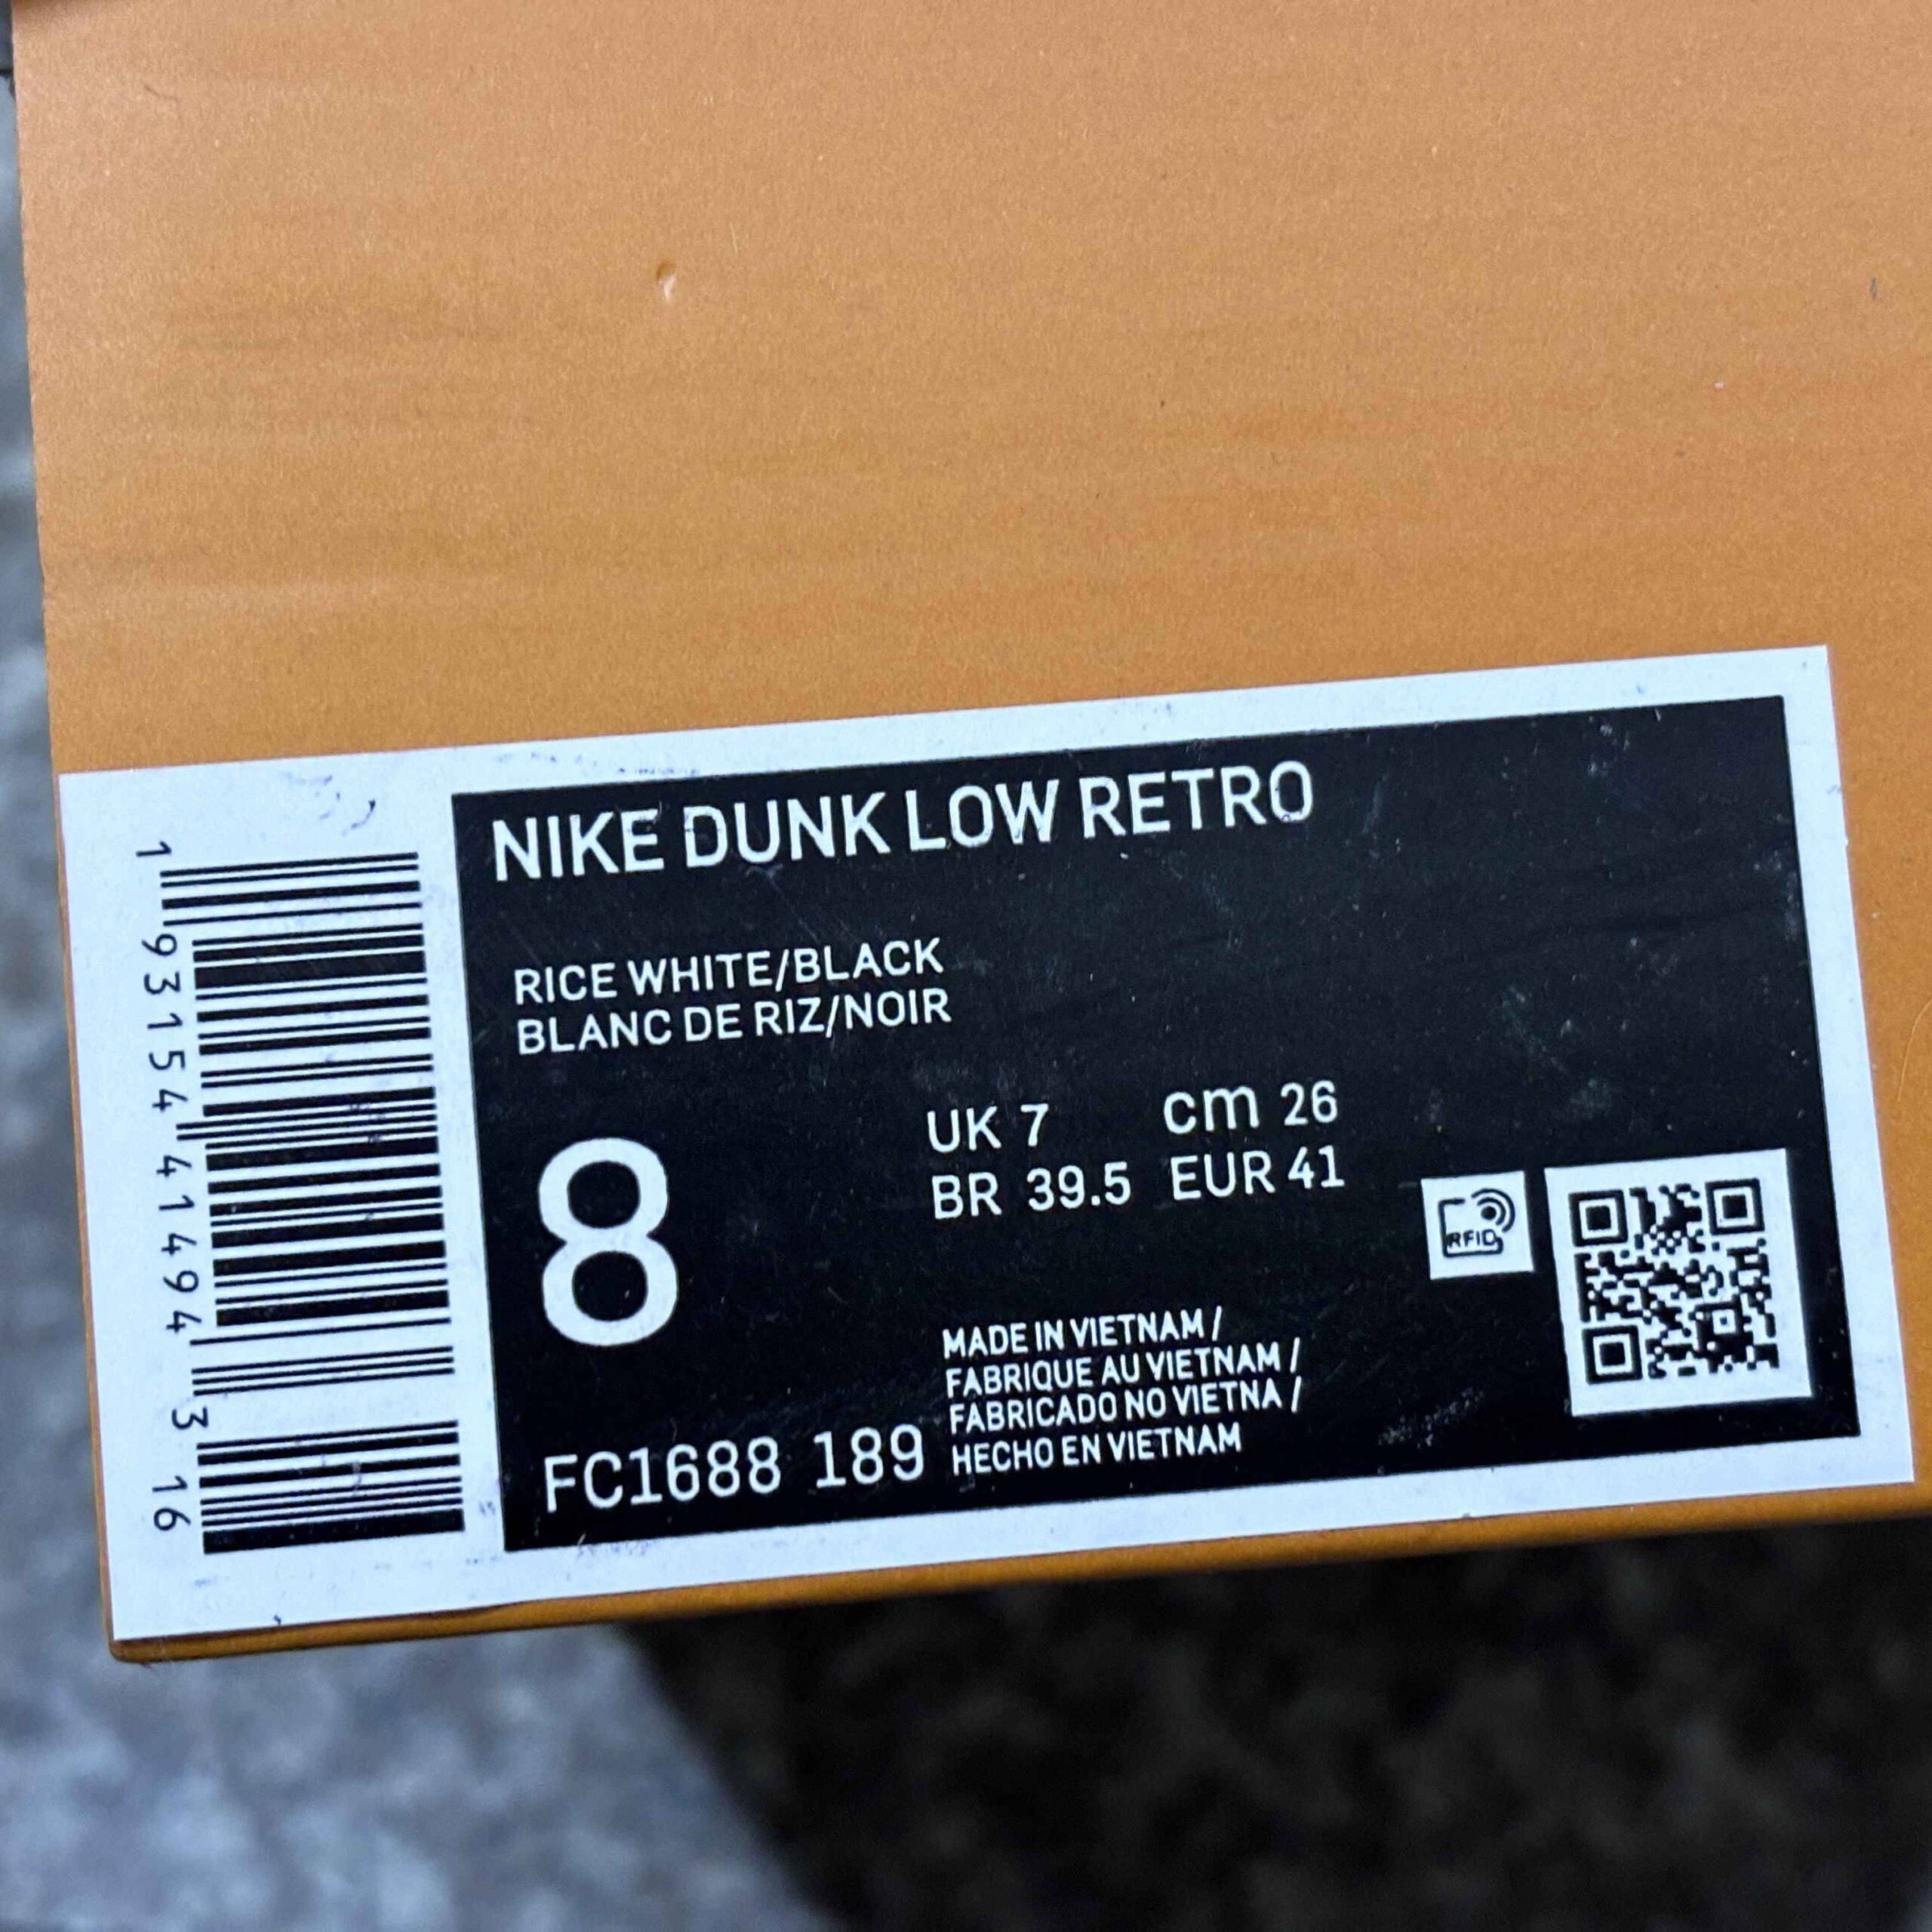 NIKE DUNK LOW RETRO
RICE WHITE/BLACK
BLANC DE RIZ/NOIR
8
UK 7 cm 26
BR 39.5 EUR 41
RFID
MADE IN VIETNAM /
FABRIQUE AU VIETNAM /
FABRICADO NO VIETNA /
HECHO EN VIETNAM
FC1688 189
1 93154 41494 3 16